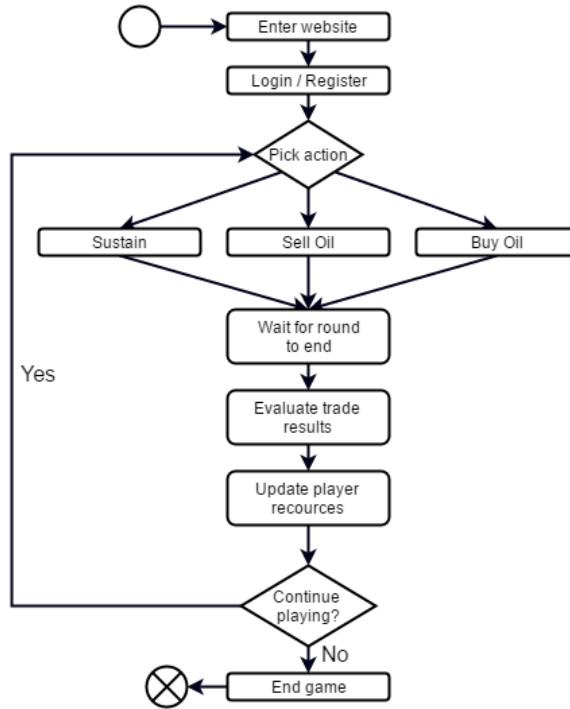 Enter website
Login / Register
Pick action
Sustain
Sell Oil
Buy Oil
Wait for round
to end
Yes
Evaluate trade
results
Update player
recources
Continue
playing?
No
End game